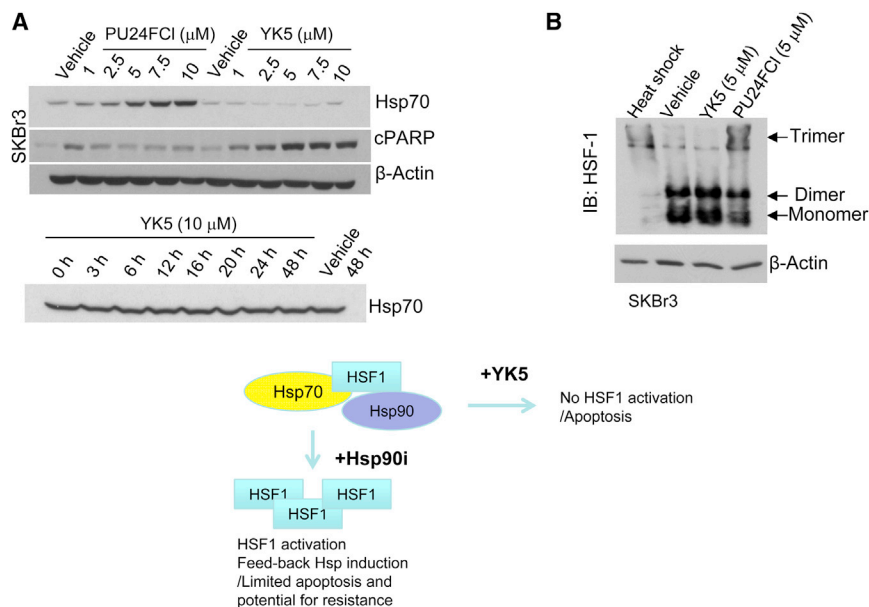 A
PU24FCl (μM) YK5 (μM)
Vehicle 1 2.5 5 7.5 10 Vehicle 1 2.5 5 7.5 10
SKBr3
Hsp70
cPARP
β-Actin
YK5 (10 μM)
0 h 3 h 6 h 12 h 16 h 20 h 24 h 48 h Vehicle 48 h
Hsp70
B
Heat shock Vehicle YK5 (5 μM) PU24FCl (5 μM)
IB: HSF-1
Trimer
Dimer
Monomer
β-Actin
SKBr3
HSF1
Hsp70
Hsp90
+YK5
No HSF1 activation
/Apoptosis
+Hsp90i
HSF1 HSF1
HSF1
HSF1 activation
Feed-back Hsp induction
/Limited apoptosis and
potential for resistance